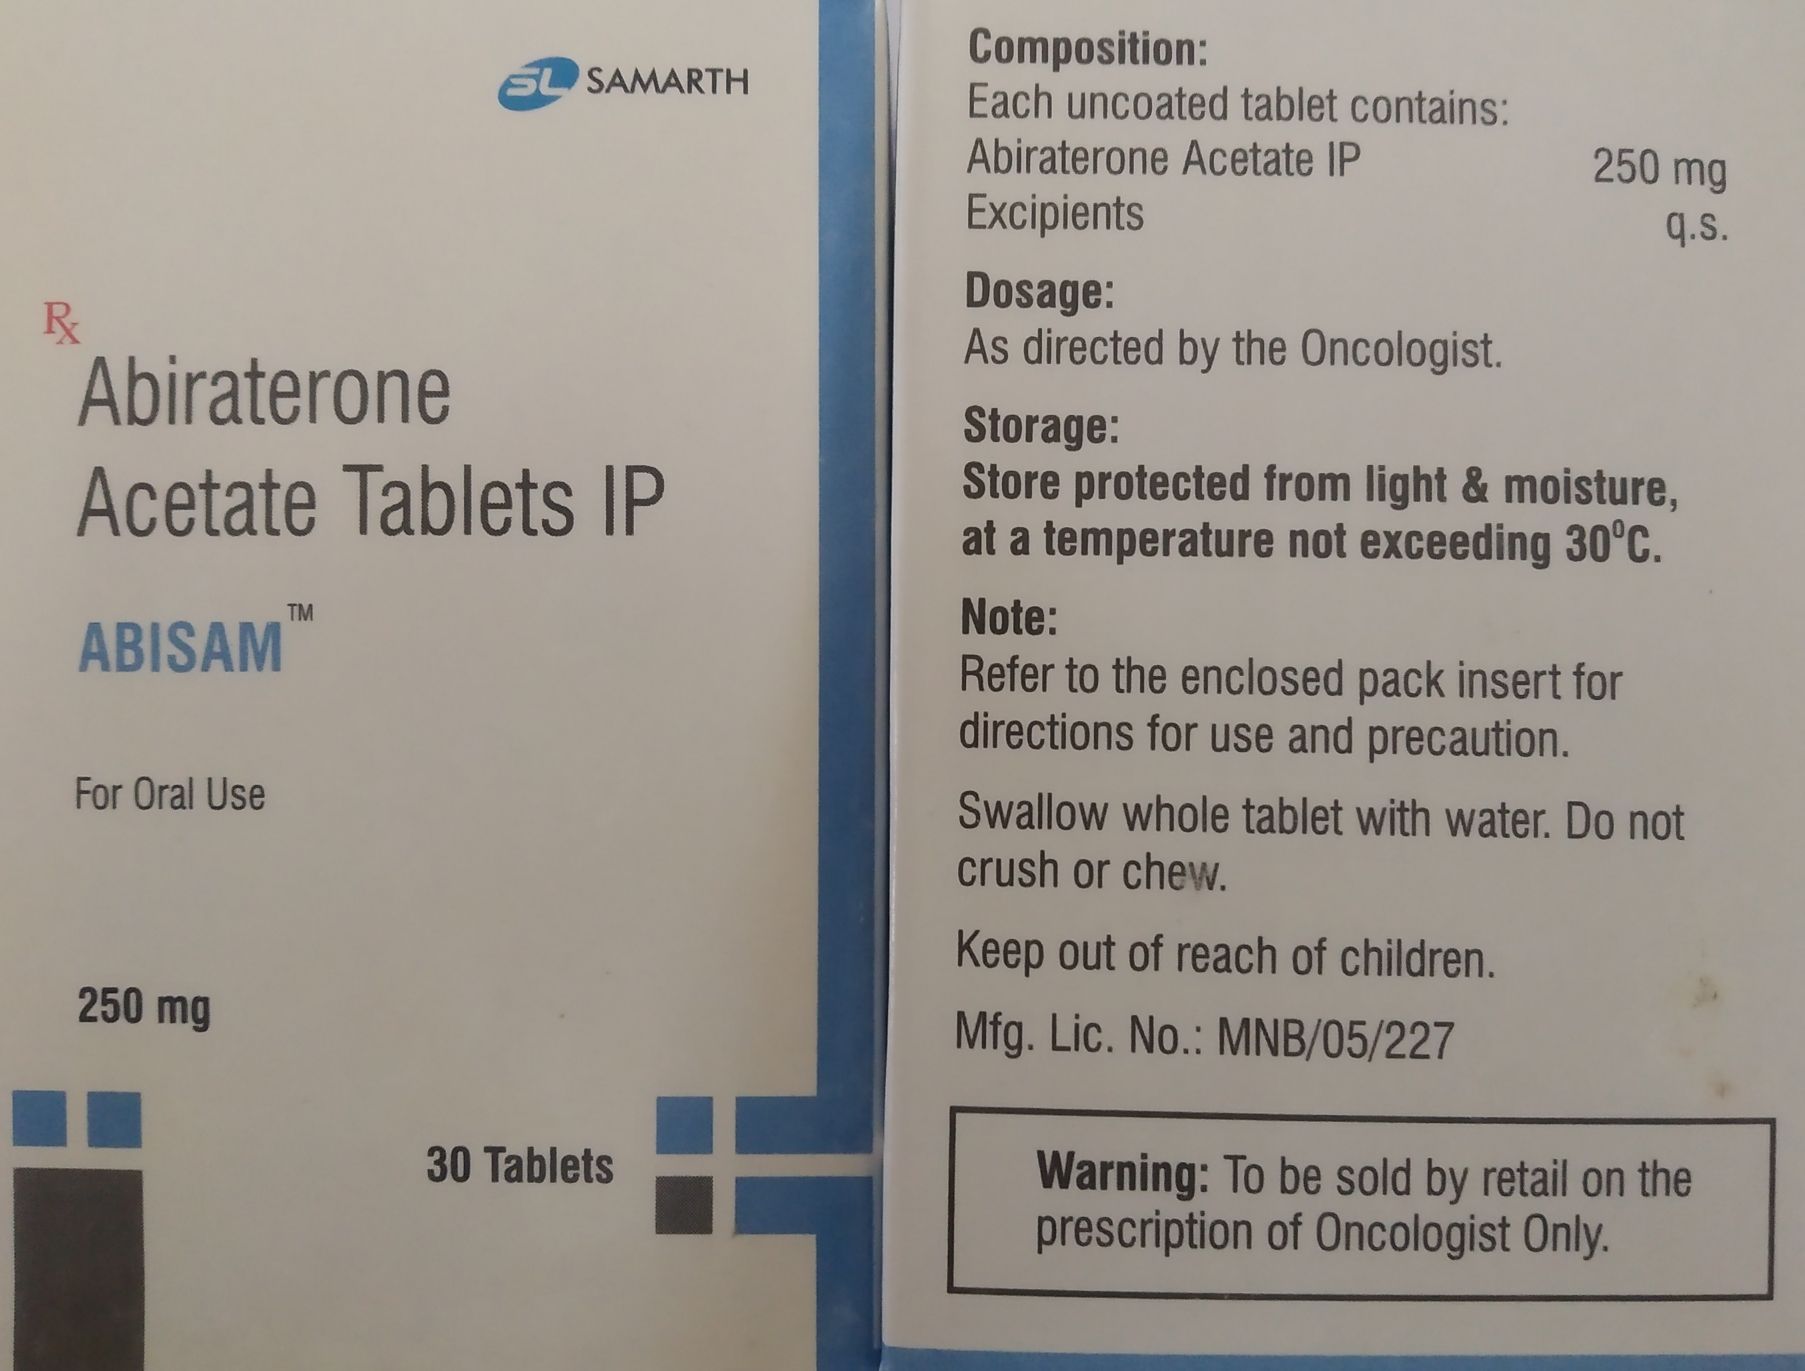 SL SAMARTH
Rx
Abiraterone
Acetate Tablets IP
ABISAM™
For Oral Use
250 mg
30 Tablets
Composition:
Each uncoated tablet contains:
Abiraterone Acetate IP 250 mg
Excipients q.s.
Dosage:
As directed by the Oncologist.
Storage:
Store protected from light & moisture,
at a temperature not exceeding 30⁰C.
Note:
Refer to the enclosed pack insert for
directions for use and precaution.
Swallow whole tablet with water. Do not
crush or chew.
Keep out of reach of children.
Mfg. Lic. No.: MNB/05/227
Warning: To be sold by retail on the
prescription of Oncologist Only.